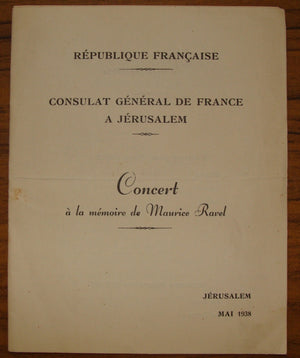 RÉPUBLIQUE FRANÇAISE
CONSULAT GÉNÉRAL DE FRANCE
A JÉRUSALEM
Concert
à la mémoire de Maurice Ravel
JÉRUSALEM
MAI 1938